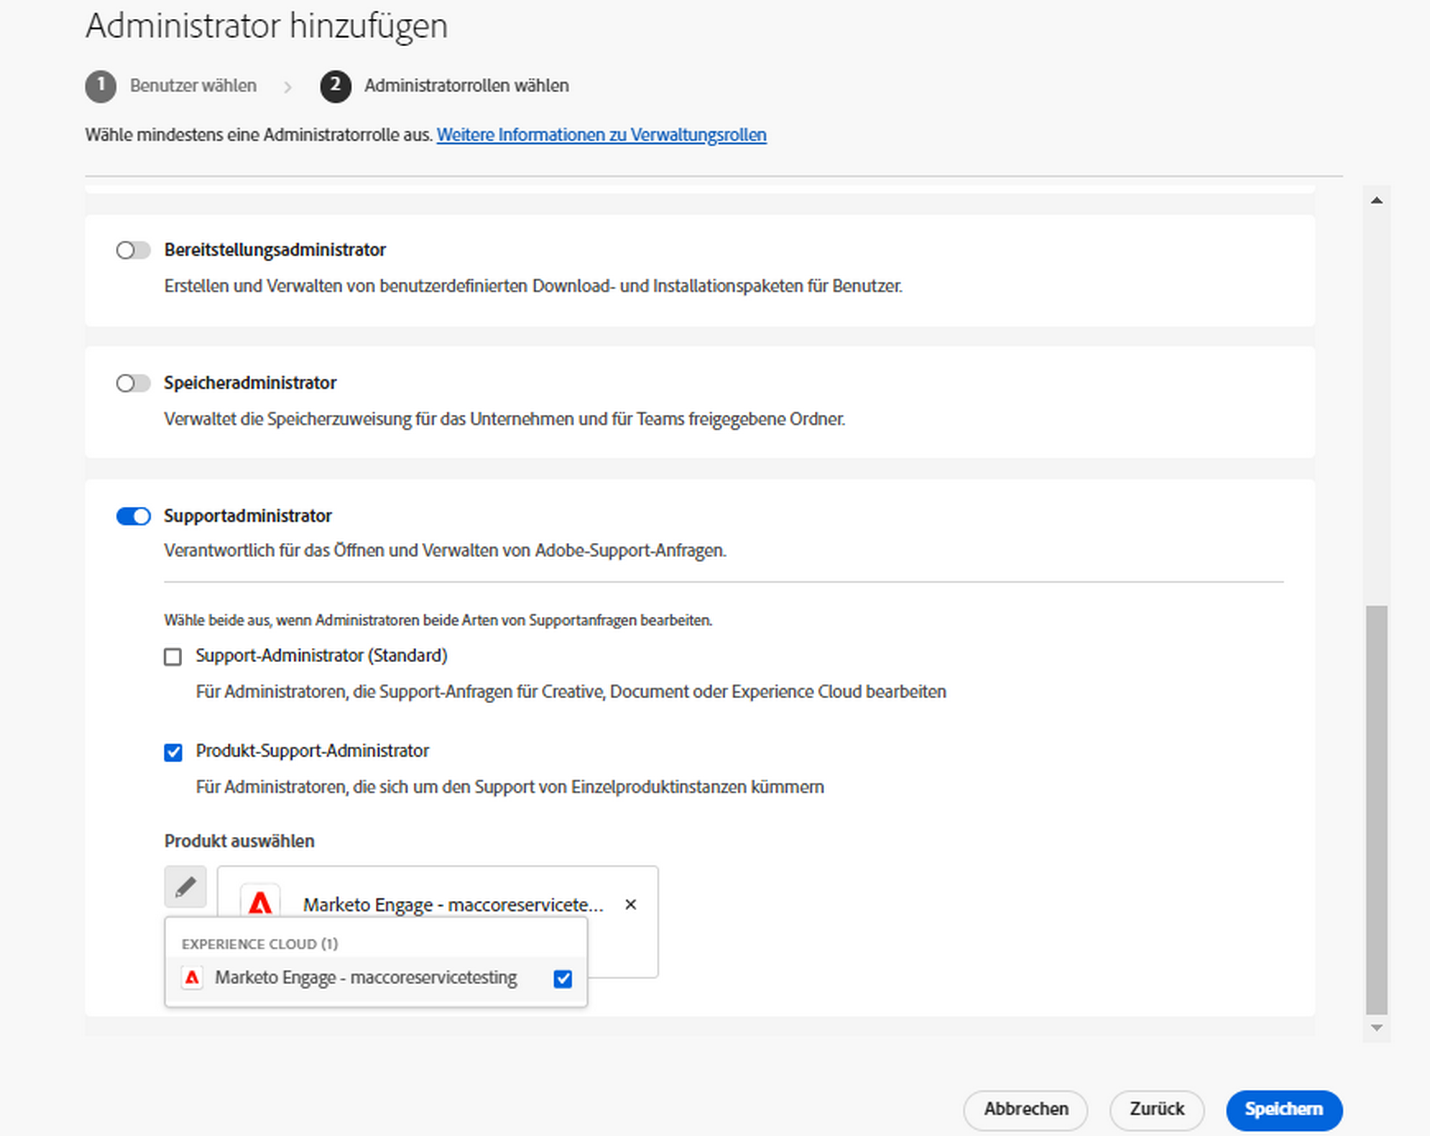 Administrator hinzufügen
1 Benutzer wählen > 2 Administratorrollen wählen
Wähle mindestens eine Administratorrolle aus. Weitere Informationen zu Verwaltungsrollen
Bereitstellungsadministrator
Erstellen und Verwalten von benutzerdefinierten Download- und Installationspaketen für Benutzer.
Speicheradministrator
Verwaltet die Speicherzuweisung für das Unternehmen und für Teams freigegebene Ordner.
Supportadministrator
Verantwortlich für das Öffnen und Verwalten von Adobe-Support-Anfragen.
Wähle beide aus, wenn Administratoren beide Arten von Supportanfragen bearbeiten.
Support-Administrator (Standard)
Für Administratoren, die Support-Anfragen für Creative, Document oder Experience Cloud bearbeiten
Produkt-Support-Administrator
Für Administratoren, die sich um den Support von Einzelproduktinstanzen kümmern
Produkt auswählen
Marketo Engage - maccoreservicete... ×
EXPERIENCE CLOUD (1)
Marketo Engage - maccoreservicetesting
Abbrechen Zurück Speichern